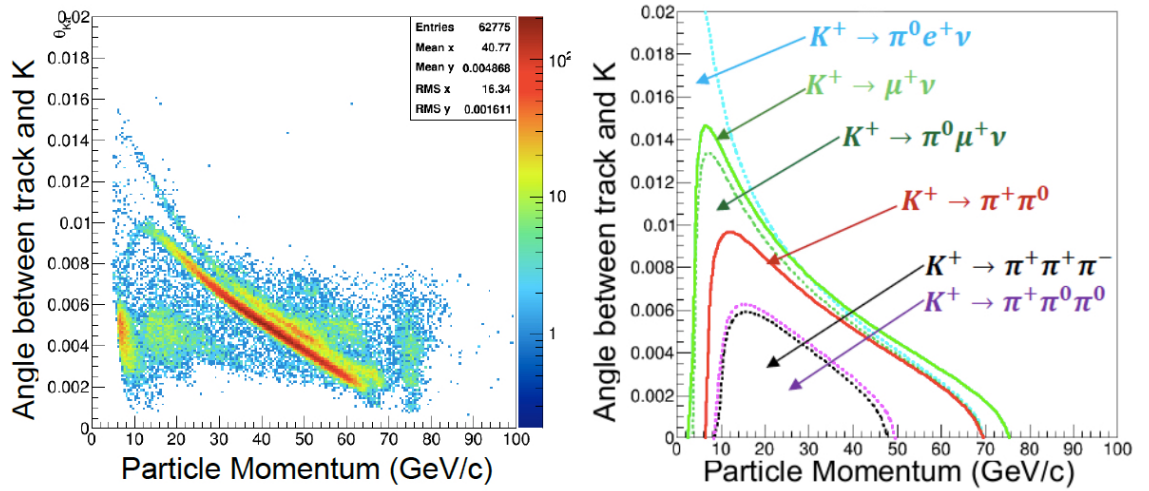 0.02
0.018
0.016
0.014
0.012
0.01
0.008
0.006
0.004
0.002
0
Angle between track and K
Entries 62775
Mean x 40.77
Mean y 0.004868
RMS x 16.34
RMS y 0.001611
10²
10
1
0 10 20 30 40 50 60 70 80 90 100
Particle Momentum (GeV/c)
0.02
0.018
0.016
0.014
0.012
0.01
0.008
0.006
0.004
0.002
0
Angle between track and K
K⁺ → π⁰e⁺ν
K⁺ → μ⁺ν
K⁺ → π⁰μ⁺ν
K⁺ → π⁺π⁰
K⁺ → π⁺π⁺π⁻
K⁺ → π⁺π⁰π⁰
0 10 20 30 40 50 60 70 80 90 100
Particle Momentum (GeV/c)